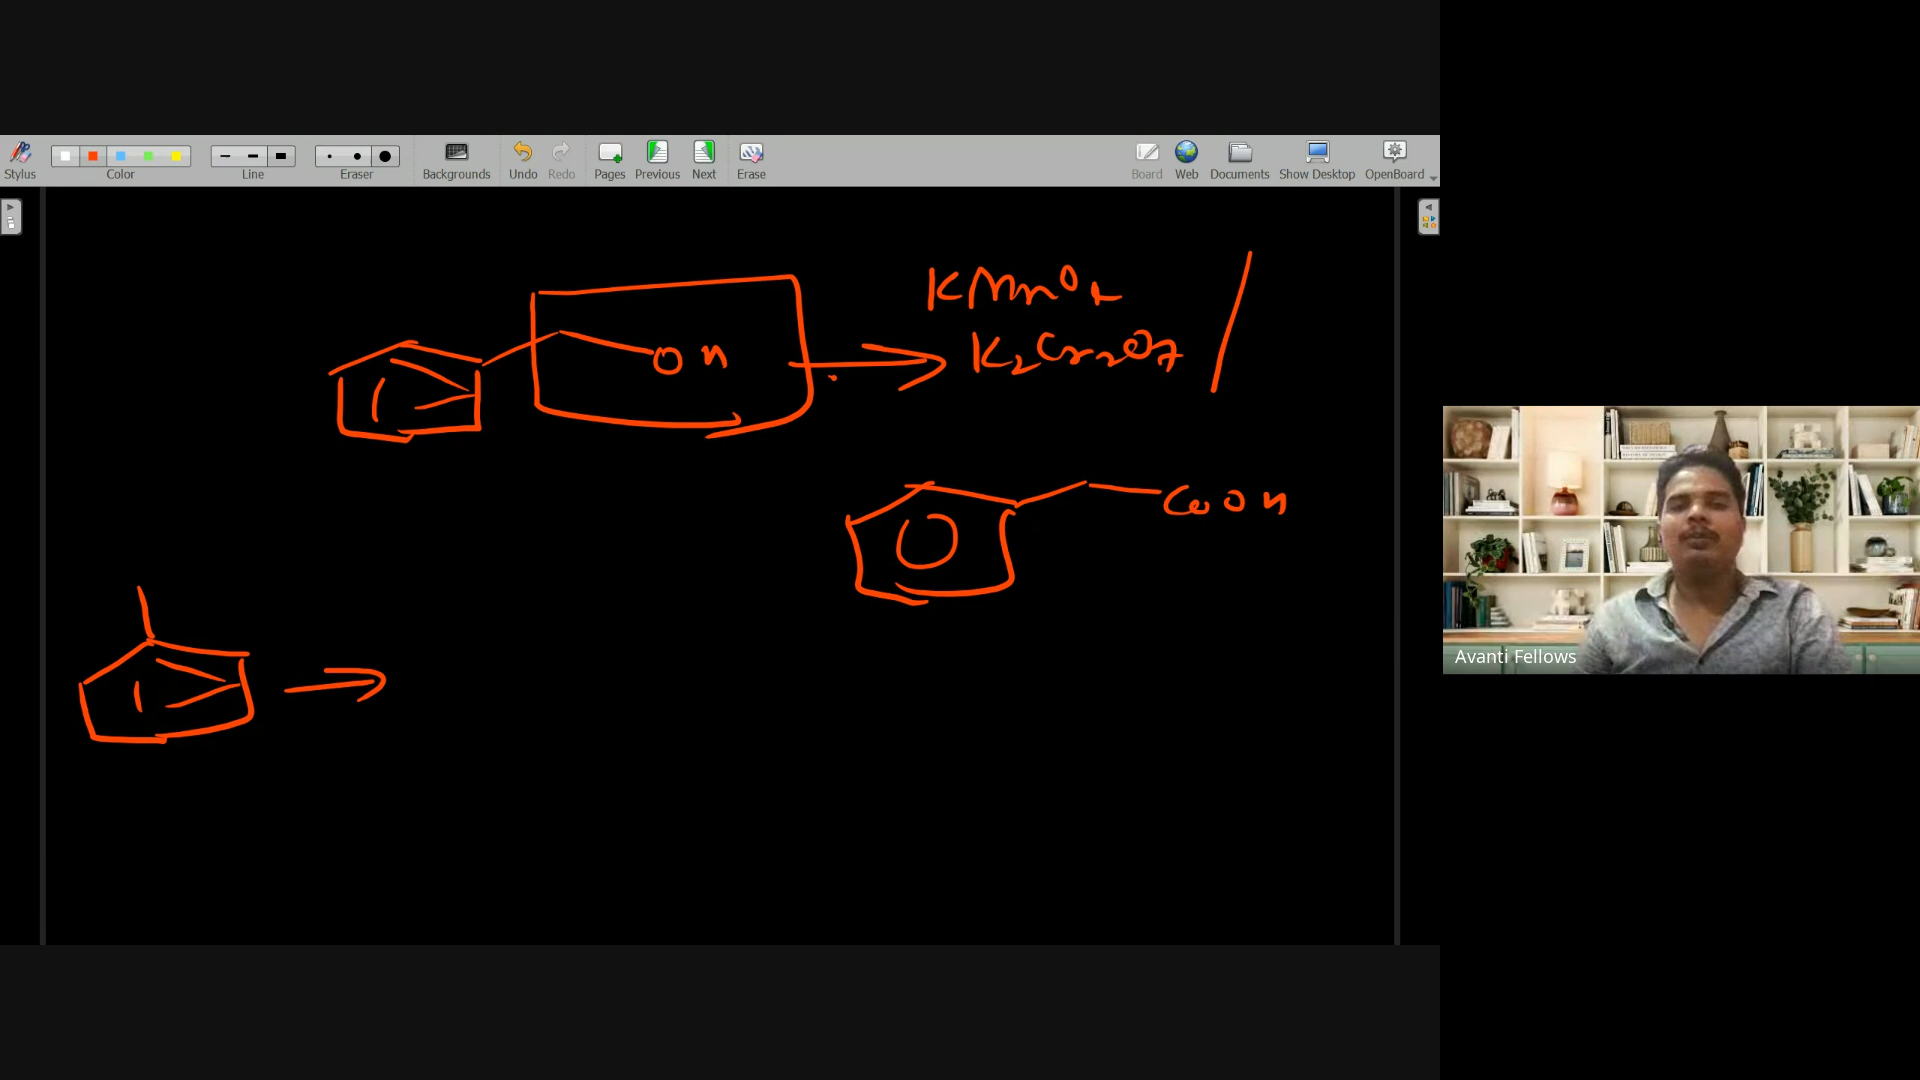 Stylus Color Line Eraser Backgrounds Undo Redo Pages Previous Next Erase Board Web Documents Show Desktop OpenBoard
KMnO4
K2Cr2O7
OH
COOH
Avanti Fellows